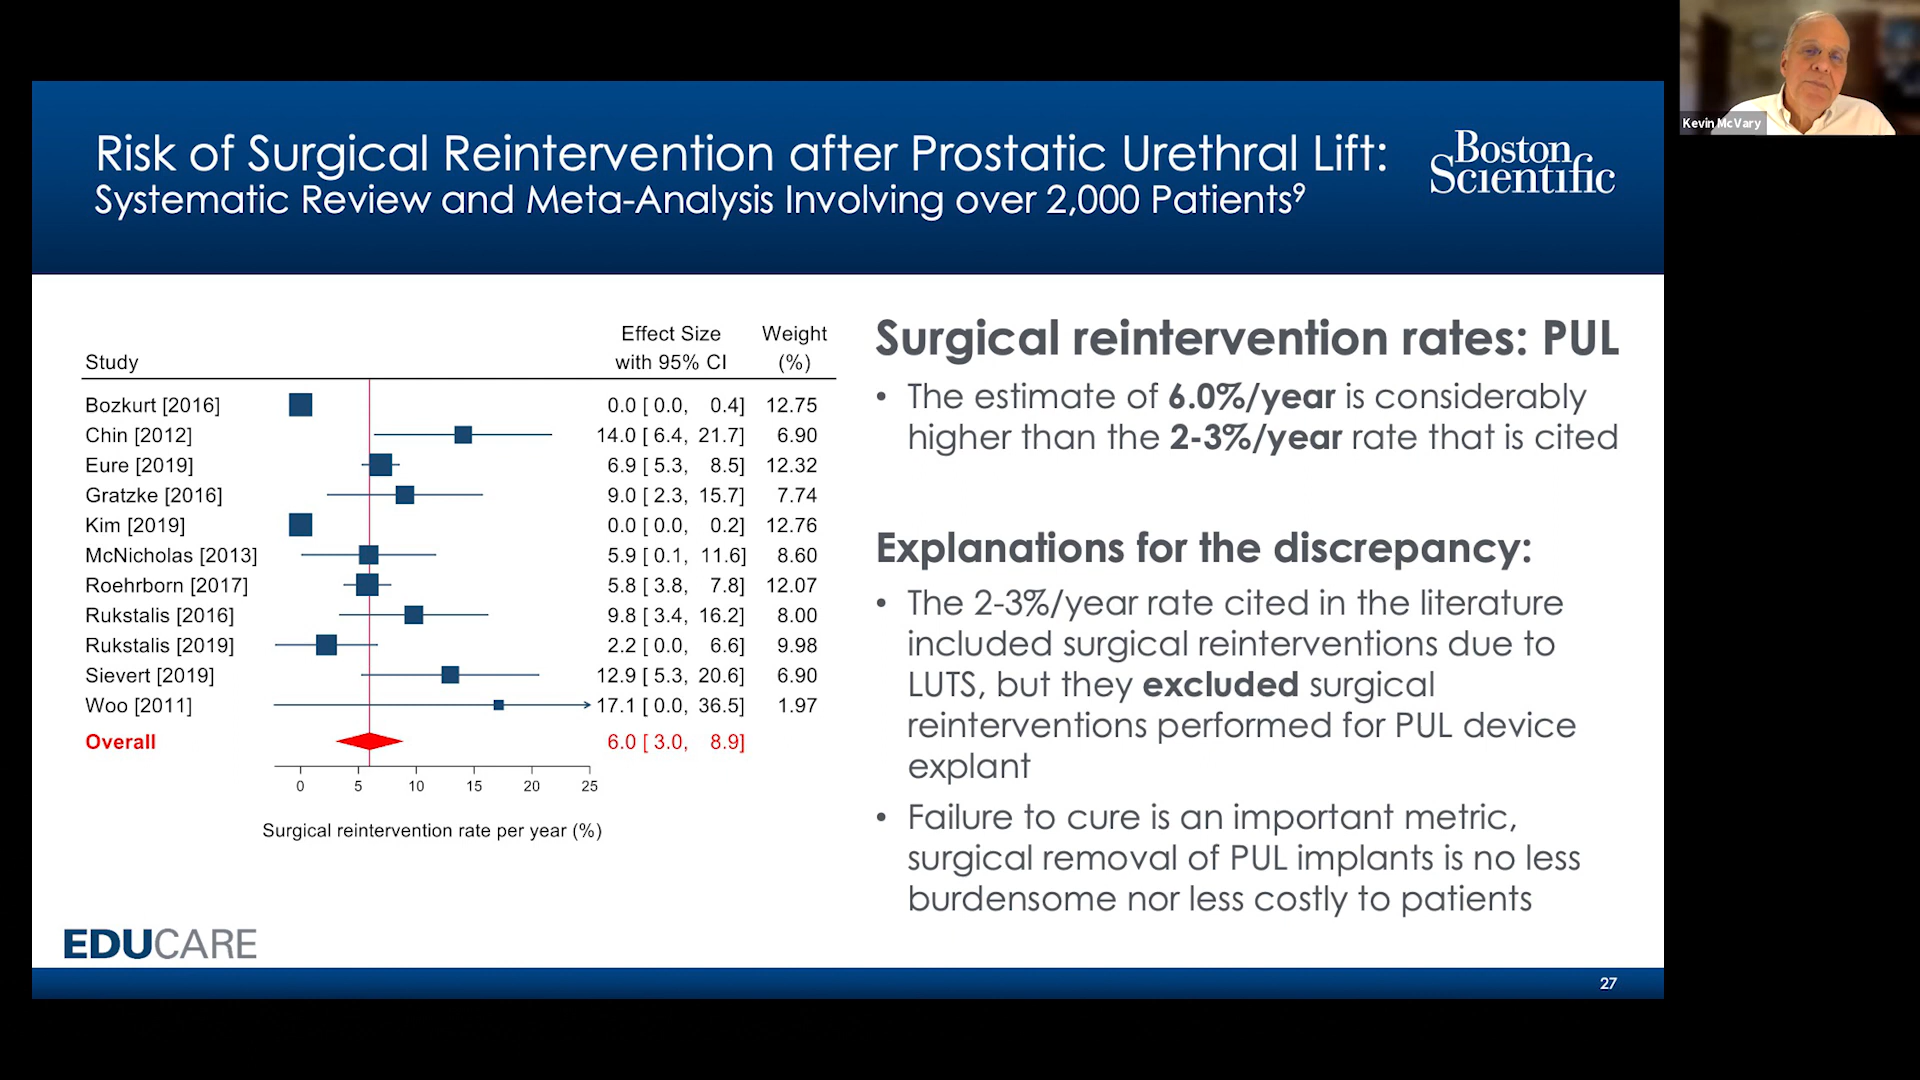 Kevin McVary
Risk of Surgical Reintervention after Prostatic Urethral Lift:
Systematic Review and Meta-Analysis Involving over 2,000 Patients⁹
Boston
Scientific
Effect Size Weight
Study with 95% CI (%)
Bozkurt [2016] 0.0 [ 0.0, 0.4] 12.75
Chin [2012] 14.0 [ 6.4, 21.7] 6.90
Eure [2019] 6.9 [ 5.3, 8.5] 12.32
Gratzke [2016] 9.0 [ 2.3, 15.7] 7.74
Kim [2019] 0.0 [ 0.0, 0.2] 12.76
McNicholas [2013] 5.9 [ 0.1, 11.6] 8.60
Roehrborn [2017] 5.8 [ 3.8, 7.8] 12.07
Rukstalis [2016] 9.8 [ 3.4, 16.2] 8.00
Rukstalis [2019] 2.2 [ 0.0, 6.6] 9.98
Sievert [2019] 12.9 [ 5.3, 20.6] 6.90
Woo [2011] 17.1 [ 0.0, 36.5] 1.97
Overall 6.0 [ 3.0, 8.9]
0 5 10 15 20 25
Surgical reintervention rate per year (%)
Surgical reintervention rates: PUL
• The estimate of 6.0%/year is considerably
higher than the 2-3%/year rate that is cited
Explanations for the discrepancy:
• The 2-3%/year rate cited in the literature
included surgical reinterventions due to
LUTS, but they excluded surgical
reinterventions performed for PUL device
explant
• Failure to cure is an important metric,
surgical removal of PUL implants is no less
burdensome nor less costly to patients
EDUCARE
27